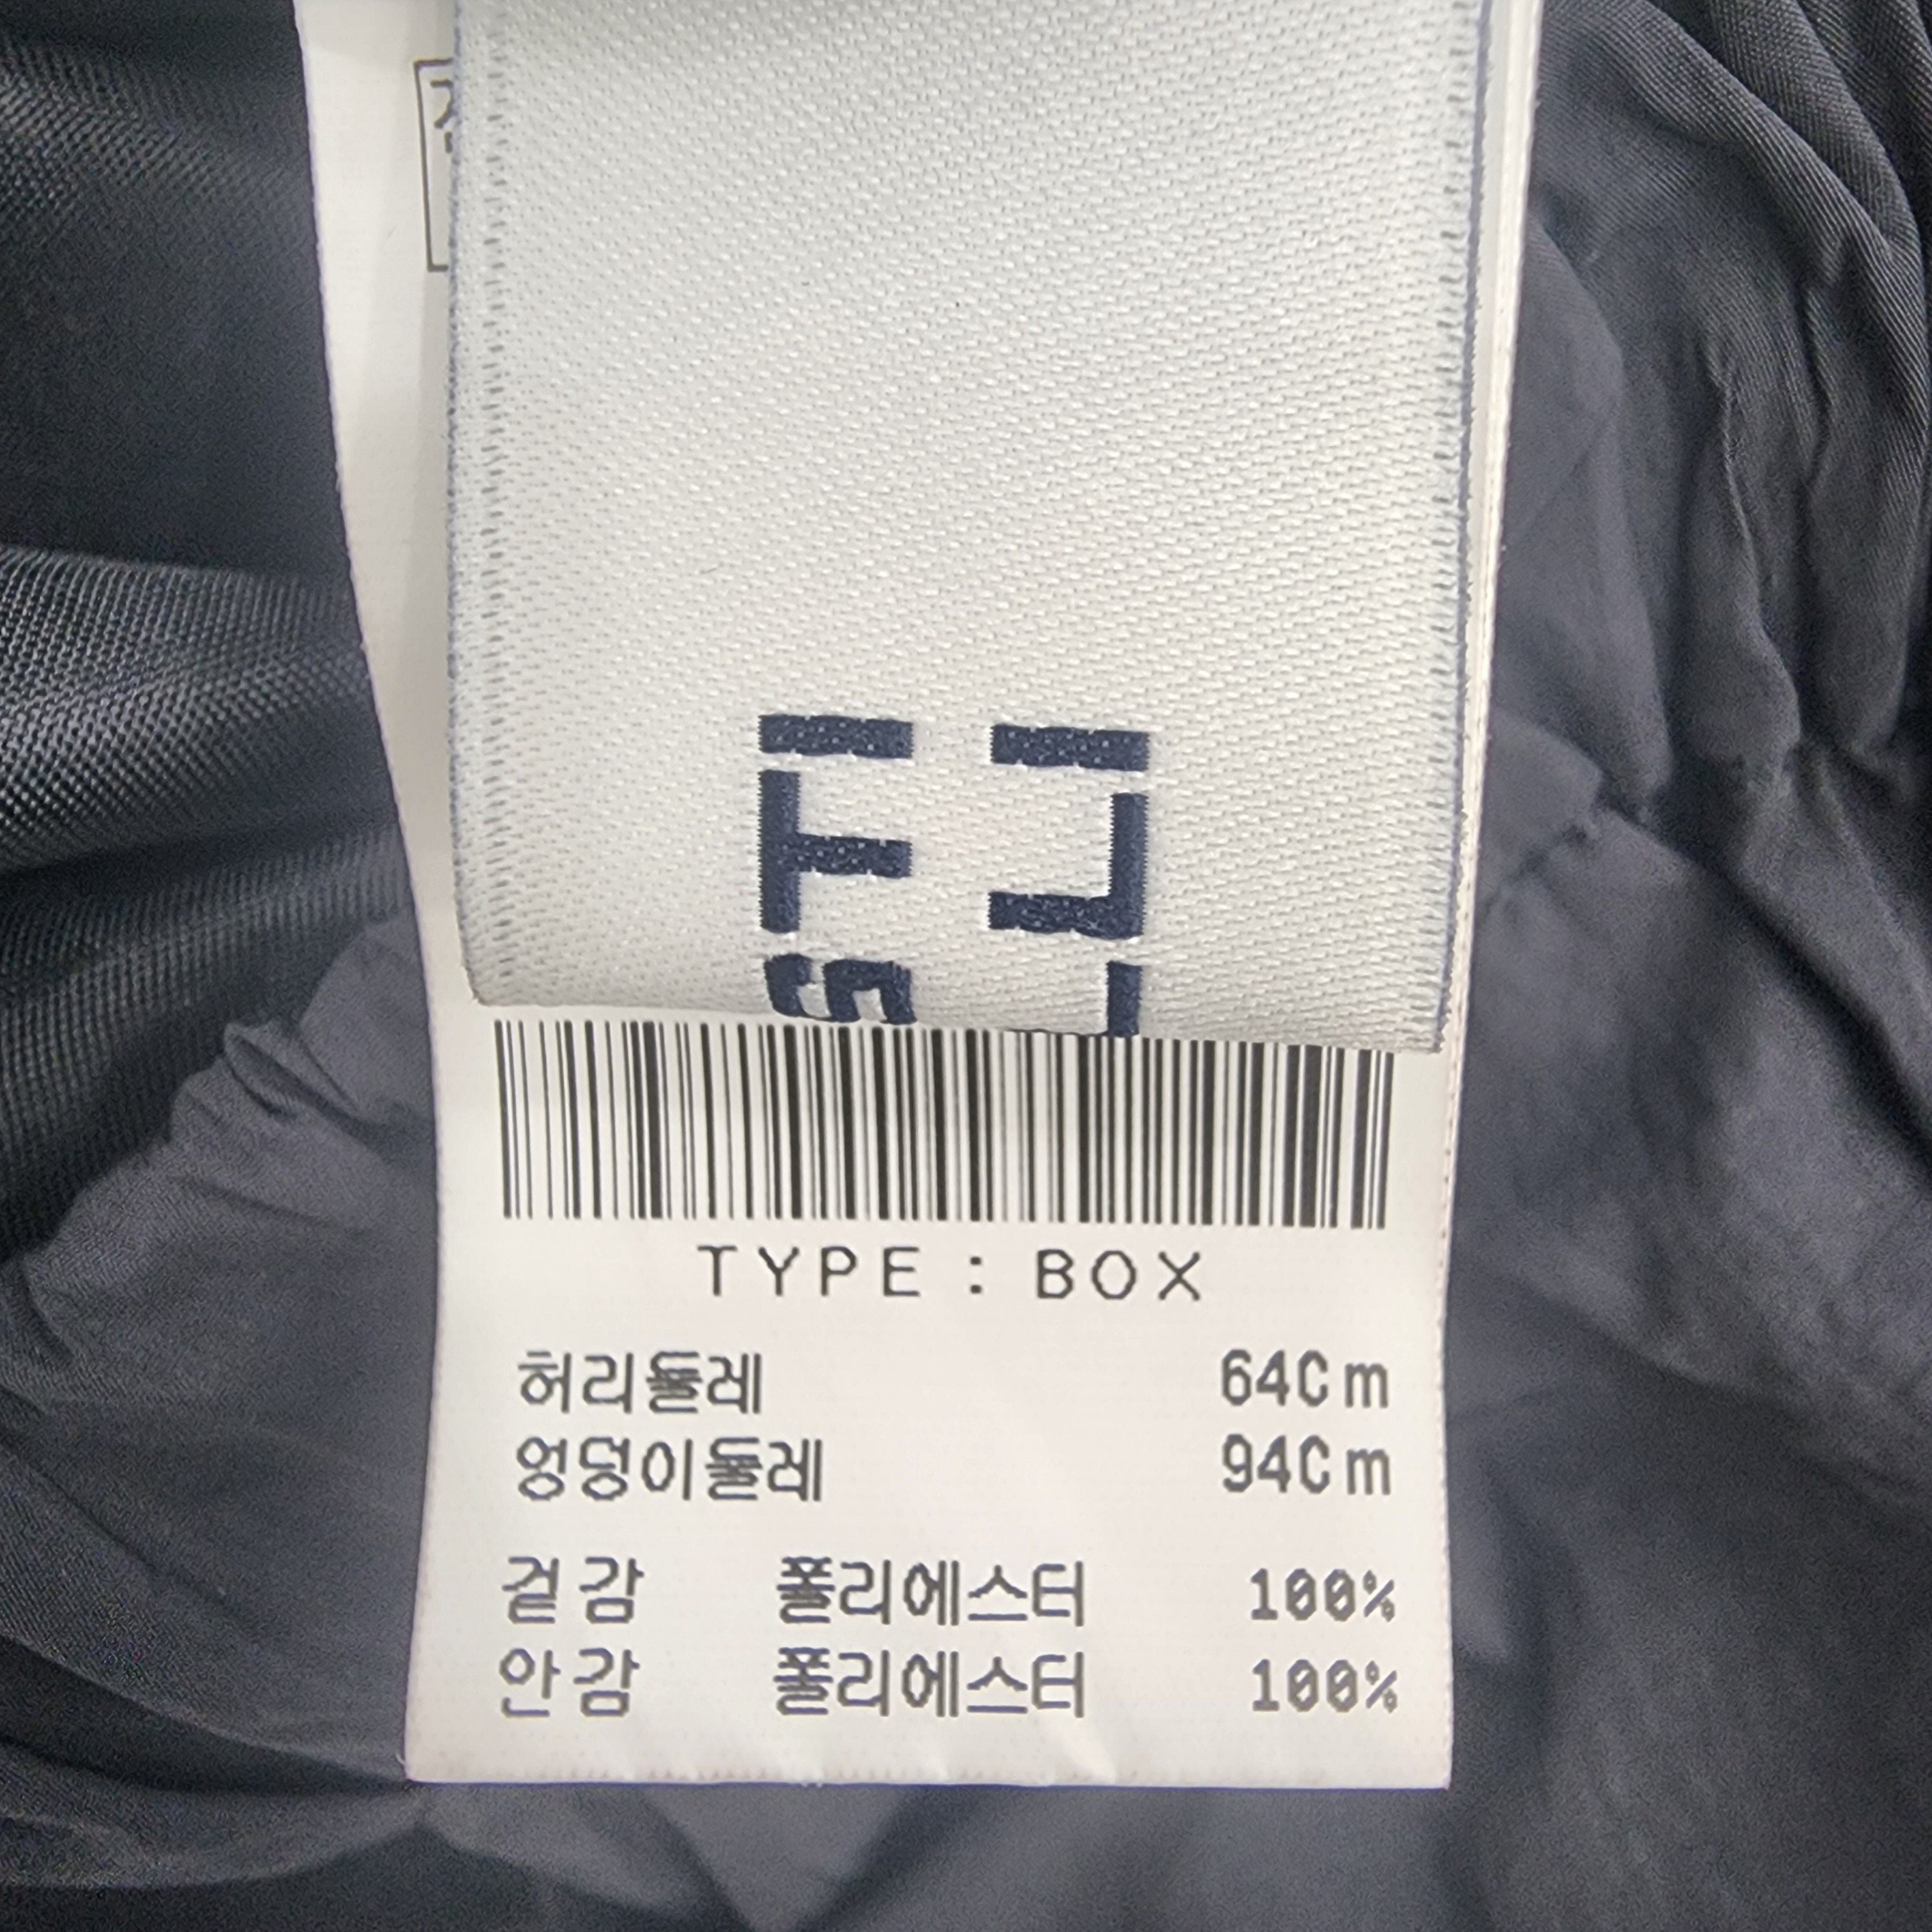 TYPE : BOX
허리둘레 64Cm
엉덩이둘레 94Cm
겉감 폴리에스터 100%
안감 폴리에스터 100%